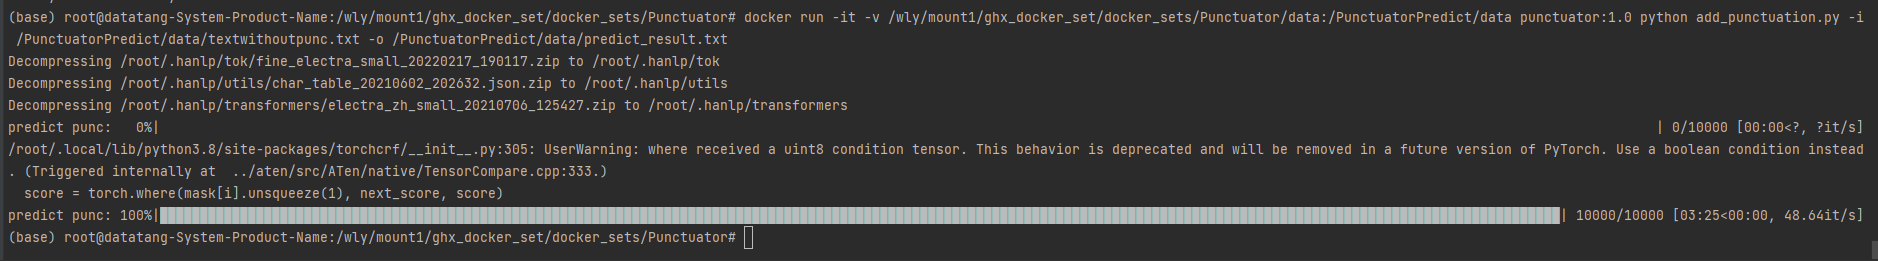 (base) root@datatang-System-Product-Name:/wly/mount1/ghx_docker_set/docker_sets/Punctuator# docker run -it -v /wly/mount1/ghx_docker_set/docker_sets/Punctuator/data:/PunctuatorPredict/data punctuator:1.0 python add_punctuation.py -i
/PunctuatorPredict/data/textwithoutpunc.txt -o /PunctuatorPredict/data/predict_result.txt
Decompressing /root/.hanlp/tok/fine_electra_small_20220217_190117.zip to /root/.hanlp/tok
Decompressing /root/.hanlp/utils/char_table_20210602_202632.json.zip to /root/.hanlp/utils
Decompressing /root/.hanlp/transformers/electra_zh_small_20210706_125427.zip to /root/.hanlp/transformers
predict punc:   0%|          | 0/10000 [00:00<?, ?it/s]
/root/.local/lib/python3.8/site-packages/torchcrf/__init__.py:305: UserWarning: where received a uint8 condition tensor. This behavior is deprecated and will be removed in a future version of PyTorch. Use a boolean condition instead
. (Triggered internally at  ../aten/src/ATen/native/TensorCompare.cpp:333.)
  score = torch.where(mask[i].unsqueeze(1), next_score, score)
predict punc: 100%|██████████| 10000/10000 [03:25<00:00, 48.64it/s]
(base) root@datatang-System-Product-Name:/wly/mount1/ghx_docker_set/docker_sets/Punctuator#